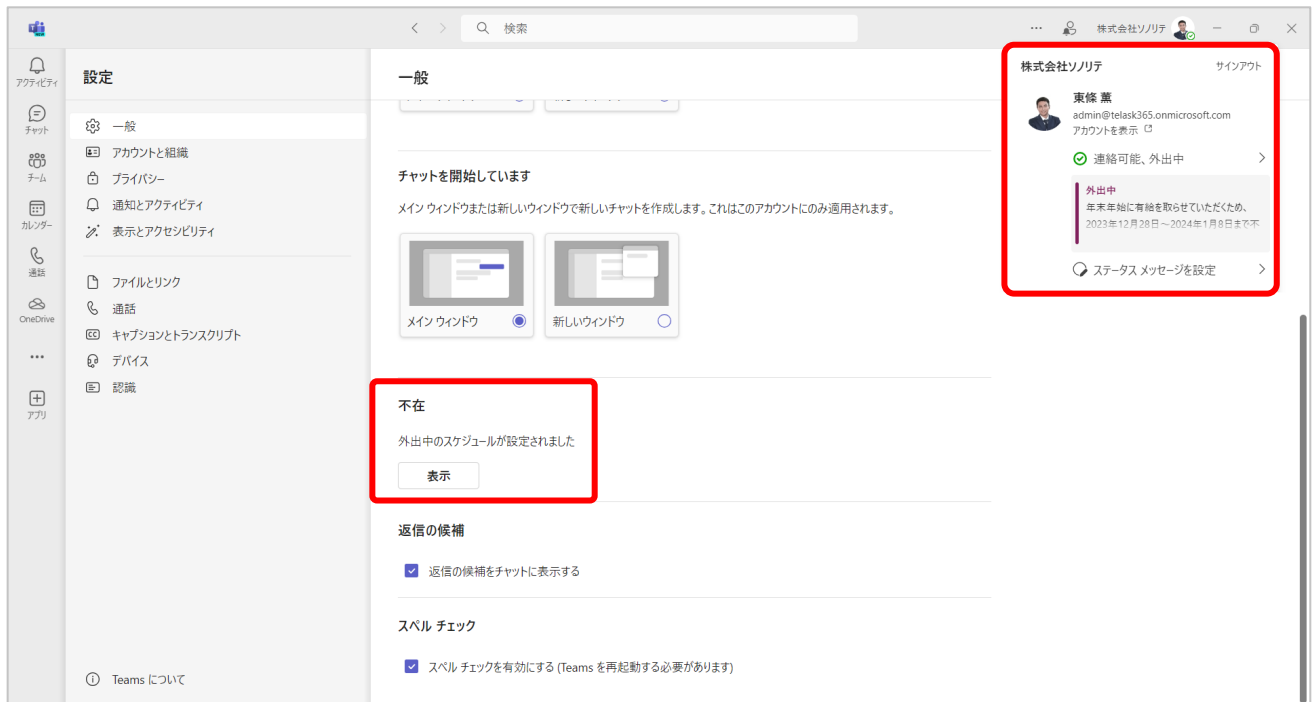 検索
株式会社ソノリテ
アクティビティ
チャット
チーム
カレンダー
通話
OneDrive
アプリ
設定
一般
アカウントと組織
プライバシー
通知とアクティビティ
表示とアクセシビリティ
ファイルとリンク
通話
キャプションとトランスクリプト
デバイス
認識
Teams について
一般
チャットを開始しています
メイン ウィンドウまたは新しいウィンドウで新しいチャットを作成します。これはこのアカウントにのみ適用されます。
メイン ウィンドウ
新しいウィンドウ
不在
外出中のスケジュールが設定されました
表示
返信の候補
返信の候補をチャットに表示する
スペル チェック
スペル チェックを有効にする (Teams を再起動する必要があります)
株式会社ソノリテ サインアウト
東條 薫
admin@telask365.onmicrosoft.com
アカウントを表示
連絡可能、外出中
外出中
年末年始に有給を取らせていただくため、
2023年12月28日～2024年1月8日まで不
ステータス メッセージを設定